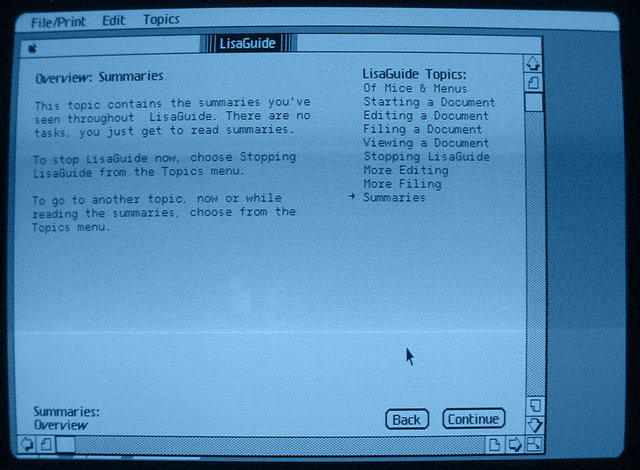 File/Print Edit Topics
LisaGuide
Overview: Summaries
This topic contains the summaries you've
seen throughout LisaGuide. There are no
tasks, you just get to read summaries.
To stop LisaGuide now, choose Stopping
LisaGuide from the Topics menu.
To go to another topic, now or while
reading the summaries, choose from the
Topics menu.
LisaGuide Topics:
Of Mice & Menus
Starting a Document
Editing a Document
Filing a Document
Viewing a Document
Stopping LisaGuide
More Editing
More Filing
→ Summaries
Summaries:
Overview
Back Continue